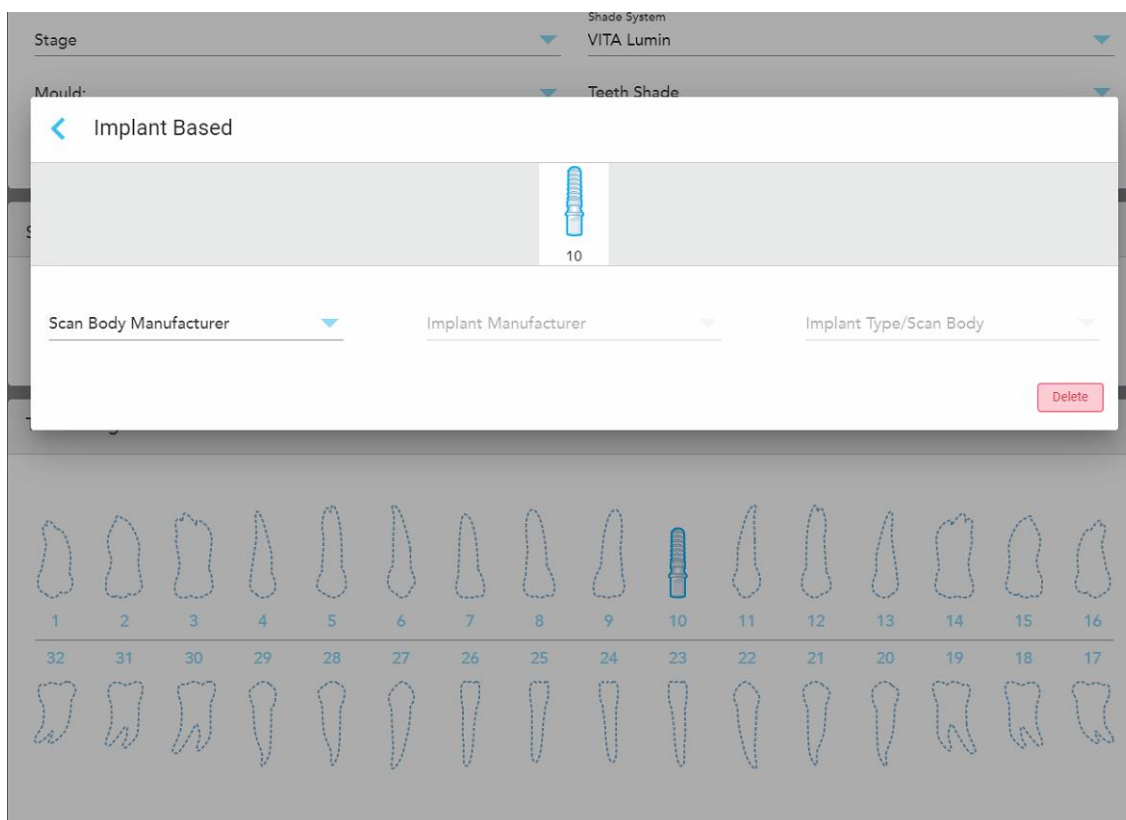 Shade System
Stage
VITA Lumin
Mould:
Teeth Shade
Implant Based
10
Scan Body Manufacturer
Implant Manufacturer
Implant Type/Scan Body
Delete
1 2 3 4 5 6 7 8 9 10 11 12 13 14 15 16
32 31 30 29 28 27 26 25 24 23 22 21 20 19 18 17